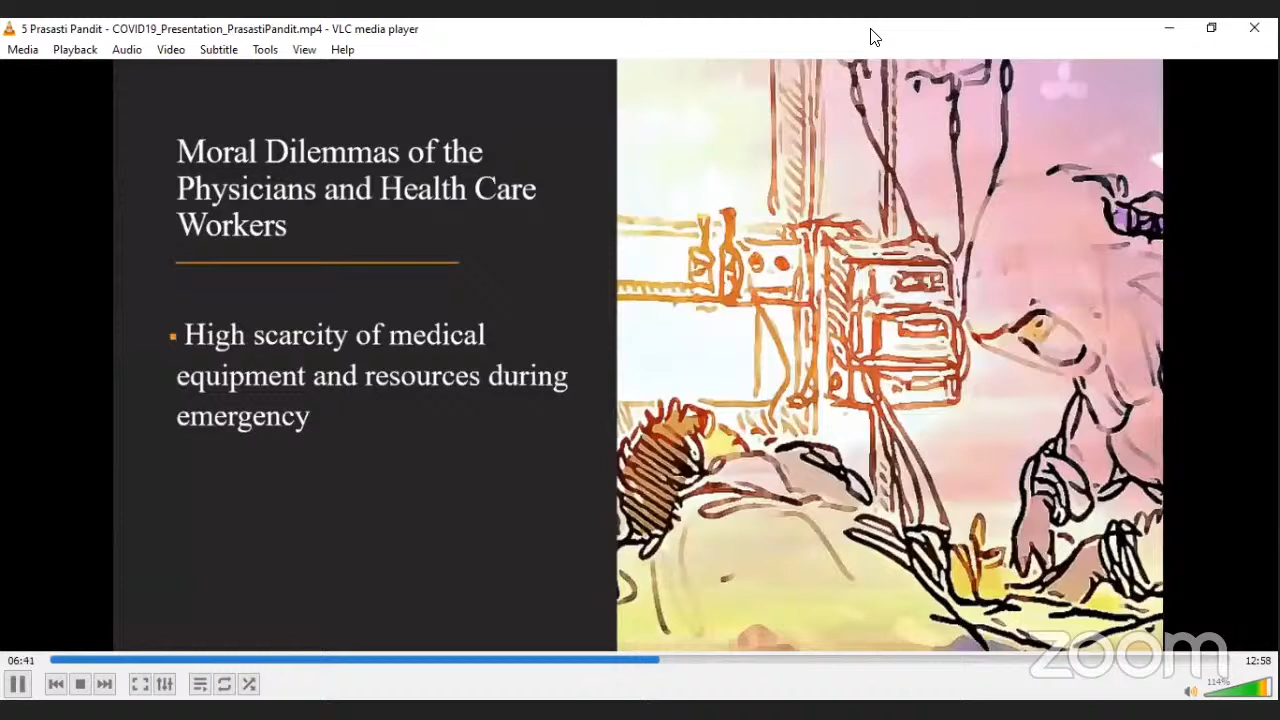 5 Prasasti Pandit - COVID19_Presentation_PrasastiPandit.mp4 - VLC media player
Media Playback Audio Video Subtitle Tools View Help
Moral Dilemmas of the
Physicians and Health Care
Workers
▪ High scarcity of medical
equipment and resources during
emergency
zoom
06:41
12:58
114%